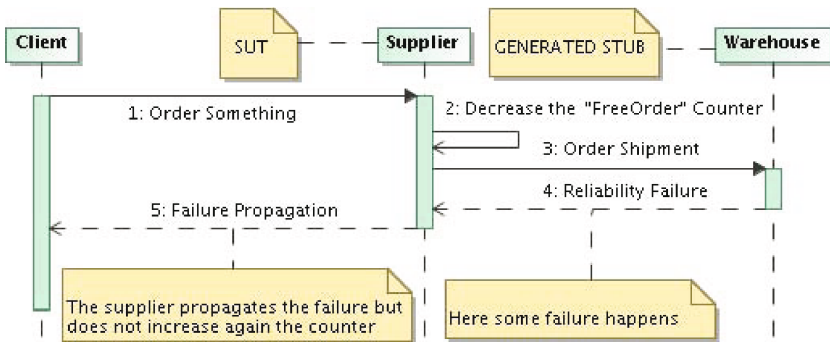 Client
SUT
Supplier
GENERATED STUB
Warehouse
1: Order Something
2: Decrease the "FreeOrder" Counter
3: Order Shipment
4: Reliability Failure
5: Failure Propagation
The supplier propagates the failure but
does not increase again the counter
Here some failure happens